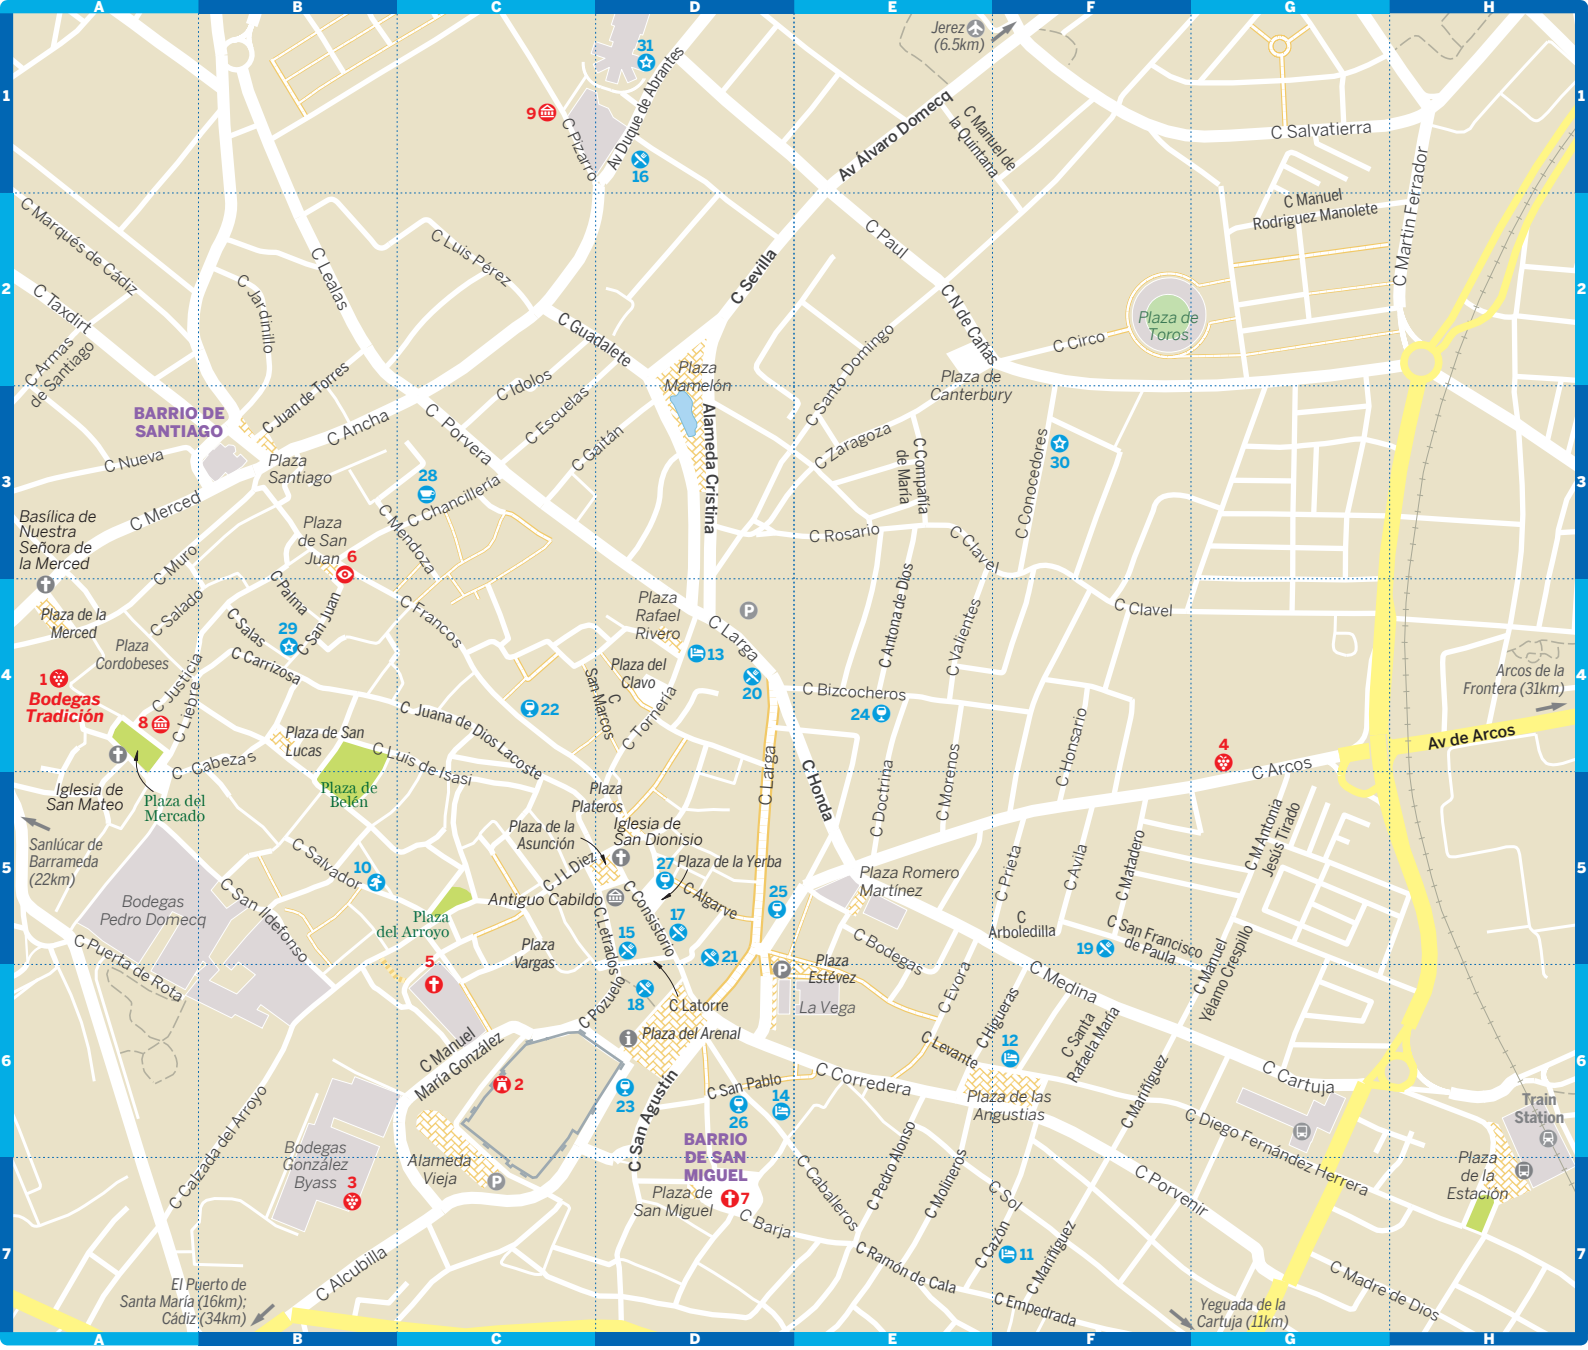 A B C D E F G H
1
1
2
2
3
3
4
4
5
5
6
6
7
7
Jerez
(6.5km)
31
9
C Pizarro
Av Duque de Abrantes
16
Av Álvaro Domecq
C Manuel de
la Quintana
C Salvatierra
C Martín Ferrador
C Manuel
Rodriguez Manolete
C Marqués de Cádiz
C Taxdirt
C Armas
de Santiago
C Jardinillo
C Lealas
C Luis Pérez
C Guadalete
C Sevilla
C Paul
C N de Cañas
C Circo
Plaza de
Toros
Plaza de
Canterbury
C Santo Domingo
Plaza
Mamelón
C Idolos
C Escuelas
C Gaitán
C Juan de Torres
C Ancha
C Porvera
BARRIO DE
SANTIAGO
C Nueva
C Merced
Plaza
Santiago
28
C Chancillería
C Mendoza
Alameda Cristina
C Zaragoza
C Compañía
de María
C Conocedores
30
C Rosario
C Clavel
C Clavel
Basílica de
Nuestra
Señora de
la Merced
C Muro
Plaza
de San
Juan
6
Plaza de la
Merced
C Salado
C Palma
C San Juan
C Salas
29
C Carrizosa
C Francos
Plaza
Cordobeses
C Justicia
C Liebre
1
Bodegas
Tradición
8
C Cabezas
Plaza de San
Lucas
Plaza de
Belén
C Luis de Isasi
C Juana de Dios Lacoste
22
C
San Marcos
Plaza
Rafael
Rivero
Plaza del
Clavo
C Tornería
C Larga
13
20
P
C Antona de Dios
C Valientes
C Bizcocheros
24
C Honsario
4
C Arcos
Av de Arcos
Arcos de la
Frontera (31km)
Iglesia de
San Mateo
Plaza del
Mercado
Sanlúcar de
Barrameda
(22km)
Bodegas
Pedro Domecq
C Puerta de Rota
C San Ildefonso
C Salvador
10
Plaza
del Arroyo
5
Plaza
Plateros
Plaza de la
Asunción
Iglesia de
San Dionisio
C J L Diez
Antiguo Cabildo
27
Plaza de la Yerba
C Algarve
C Consistorio
C Letrados
17
15
21
25
C Larga
C Honda
C Doctrina
C Morenos
Plaza Romero
Martínez
C Prieta
C Avila
C Matadero
C M Antonia
Jesús Tirado
C
Arboledilla
C San Francisco
de Paula
19
C Manuel
Yélamo Crespillo
C Bodegas
Plaza
Vargas
C Pozuelo
18
C Latorre
Plaza del Arenal
P
Plaza
Estévez
La Vega
C Evora
C Medina
C Higueras
C Levante
12
C Santa
Rafaela María
Plaza de las
Angustias
C Mariñiguez
C Cartuja
C Diego Fernández Herrera
Train
Station
Plaza
de la
Estación
C Manuel
María González
2
23
C San Agustín
C San Pablo
26
14
C Corredera
BARRIO
DE SAN
MIGUEL
Plaza de
San Miguel
7
C Barja
C Caballeros
C Pedro Alonso
C Molineros
C Sol
C Cazón
11
C Mariñiguez
C Porvenir
C Ramón de Cala
C Empedrada
C Madre de Dios
Yeguada de la
Cartuja (11km)
C Calzada del Arroyo
Bodegas
González
Byass
3
Alameda
Vieja
P
C Alcubilla
El Puerto de
Santa María (16km);
Cádiz (34km)
A B C D E F G H